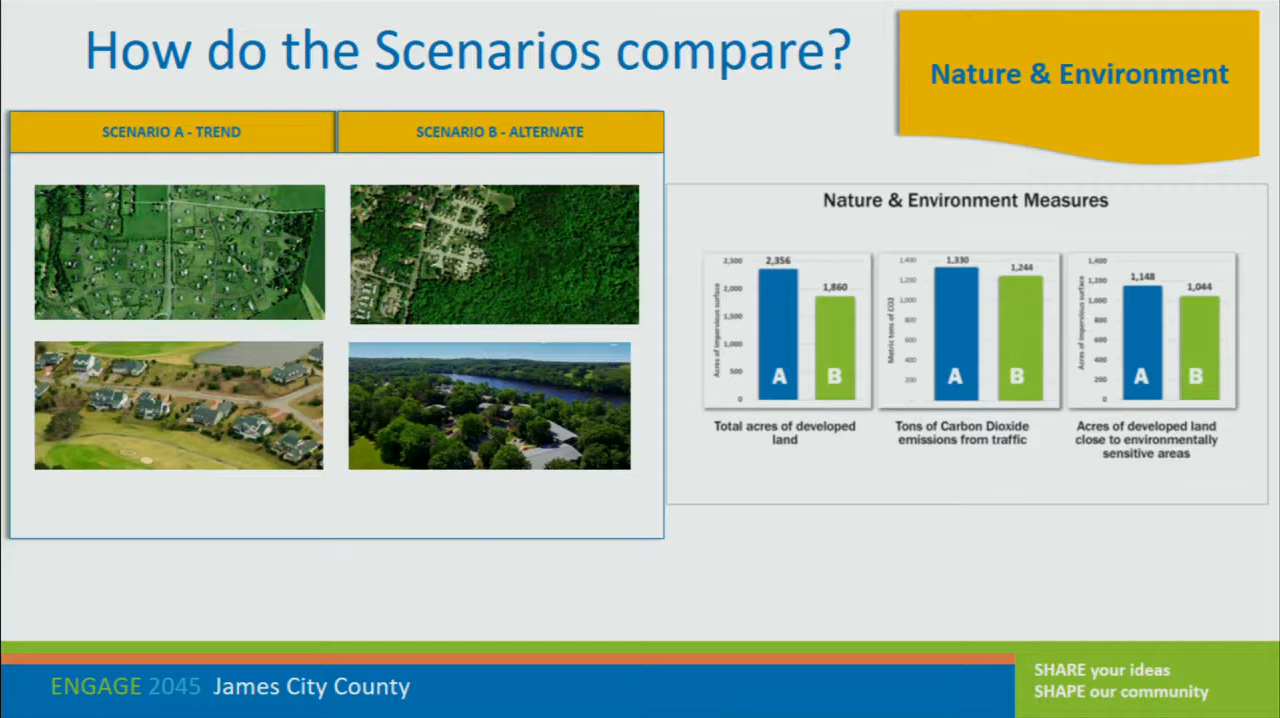 How do the Scenarios compare?
Nature & Environment
SCENARIO A - TREND
SCENARIO B - ALTERNATE
Nature & Environment Measures
2,500
2,000
1,500
1,000
500
0
Acres of impervious surface
2,356
1,860
A
B
Total acres of developed
land
1,400
1,200
1,000
800
600
400
200
Metric tons of CO2
1,330
1,244
A
B
Tons of Carbon Dioxide
emissions from traffic
1,400
1,200
1,000
800
600
400
200
0
Acres of impervious surface
1,148
1,044
A
B
Acres of developed land
close to environmentally
sensitive areas
ENGAGE 2045 James City County
SHARE your ideas
SHAPE our community